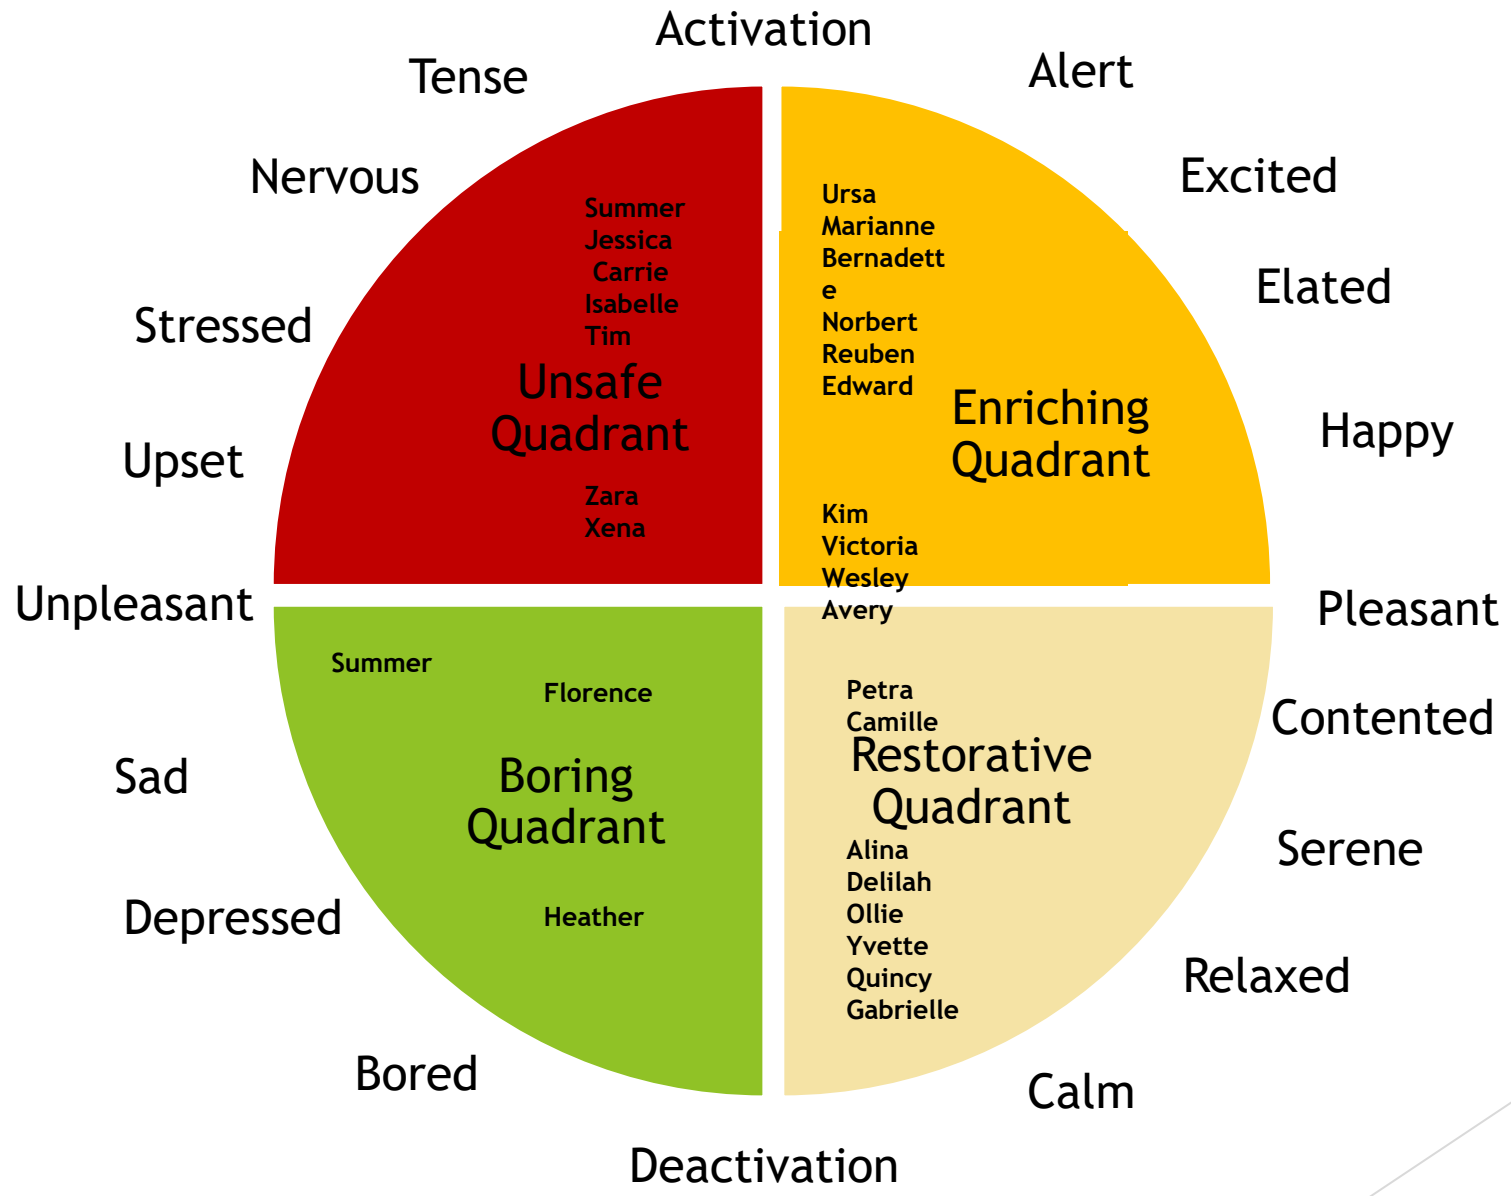 Activation
Tense
Alert
Nervous
Excited
Stressed
Elated
Upset
Happy
Unpleasant
Pleasant
Summer
Jessica
Carrie
Isabelle
Tim
Unsafe
Quadrant
Zara
Xena
Ursa
Marianne
Bernadett
e
Norbert
Reuben
Edward
Enriching
Quadrant
Kim
Victoria
Wesley
Avery
Summer
Florence
Boring
Quadrant
Heather
Petra
Camille
Restorative
Quadrant
Alina
Delilah
Ollie
Yvette
Quincy
Gabrielle
Contented
Sad
Serene
Depressed
Relaxed
Bored
Calm
Deactivation